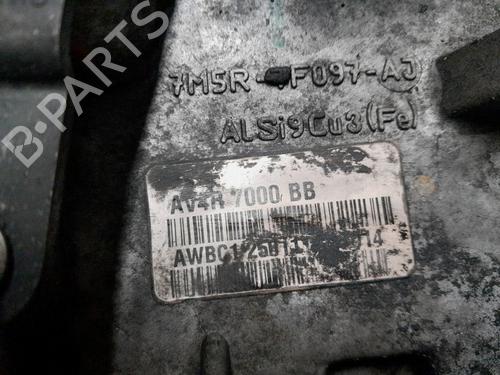 7M5R- F097-AJ
ALSi9Cu3(Fe)
AV4R 7000 BB
B-PARTS